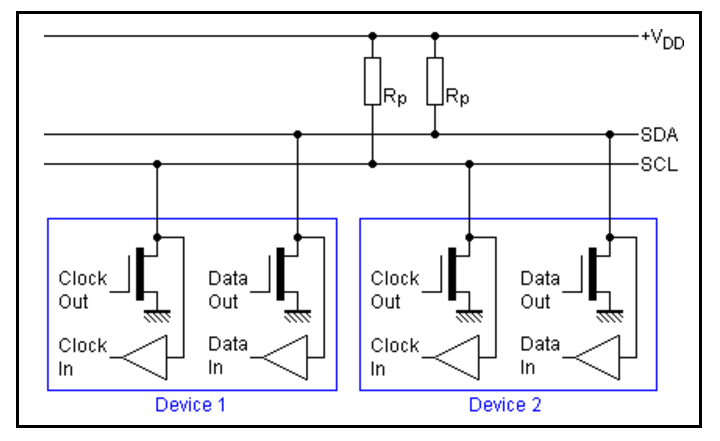 +VDD
Rp
Rp
SDA
SCL
Clock
Out
Data
Out
Clock
Out
Data
Out
Clock
In
Data
In
Clock
In
Data
In
Device 1
Device 2